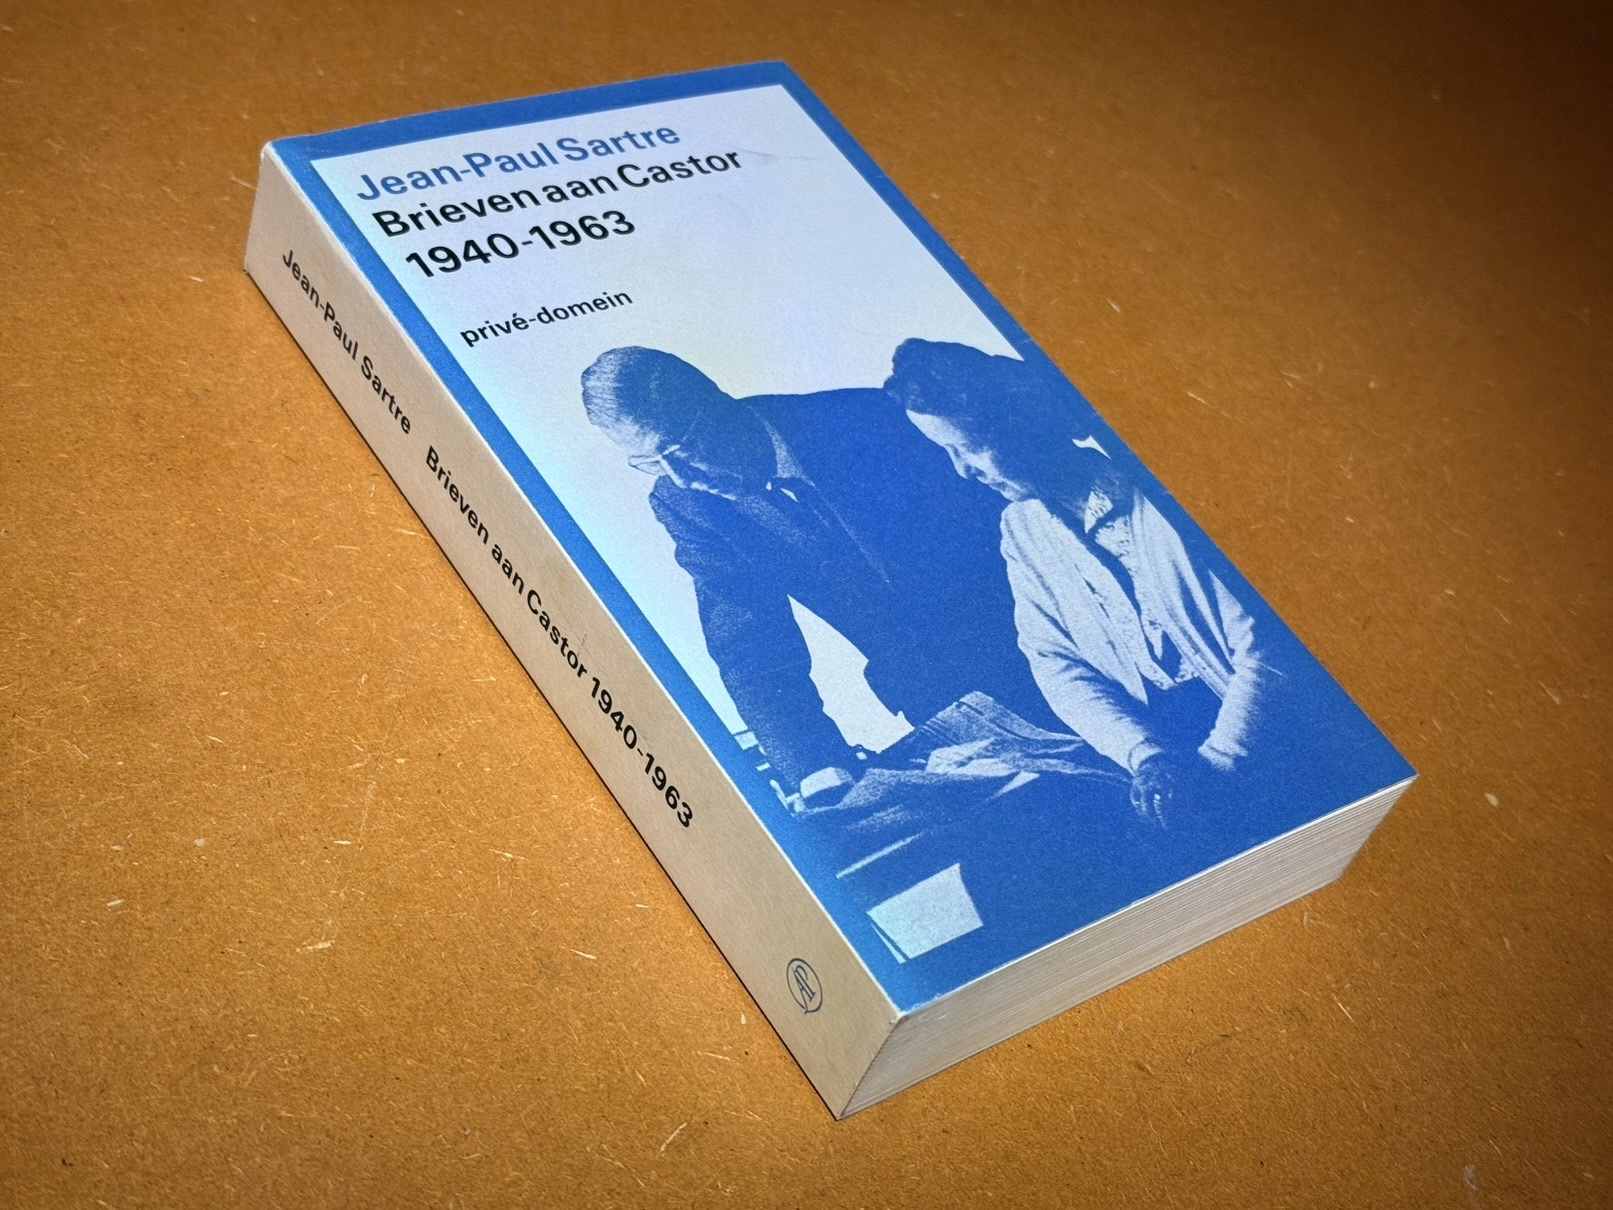 Jean-Paul Sartre
Brieven aan Castor
1940-1963
privé-domein
Jean-Paul Sartre Brieven aan Castor 1940-1963